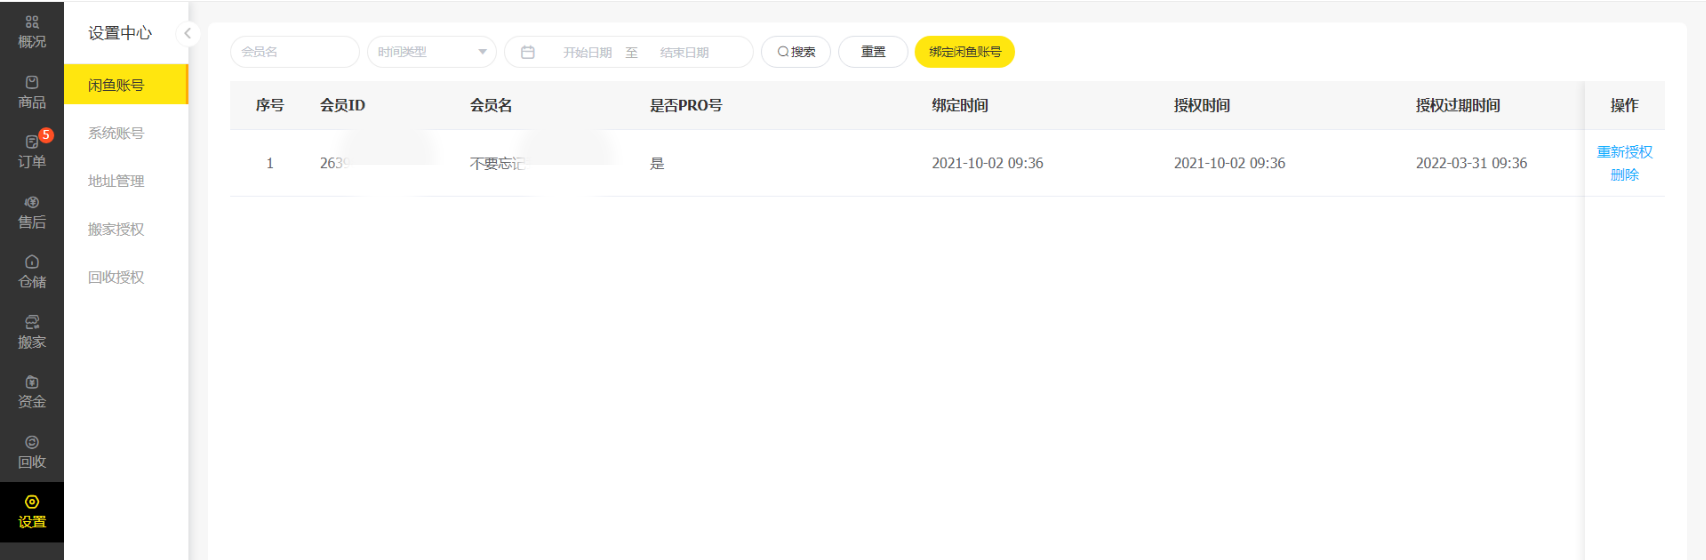 概况
商品
5
订单
售后
仓储
搬家
资金
回收
设置
设置中心
闲鱼账号
系统账号
地址管理
搬家授权
回收授权
会员名 时间类型 开始日期 至 结束日期 搜索 重置 绑定闲鱼账号
序号 会员ID 会员名 是否PRO号 绑定时间 授权时间 授权过期时间 操作
1 263 不要忘记 是 2021-10-02 09:36 2021-10-02 09:36 2022-03-31 09:36 重新授权
删除